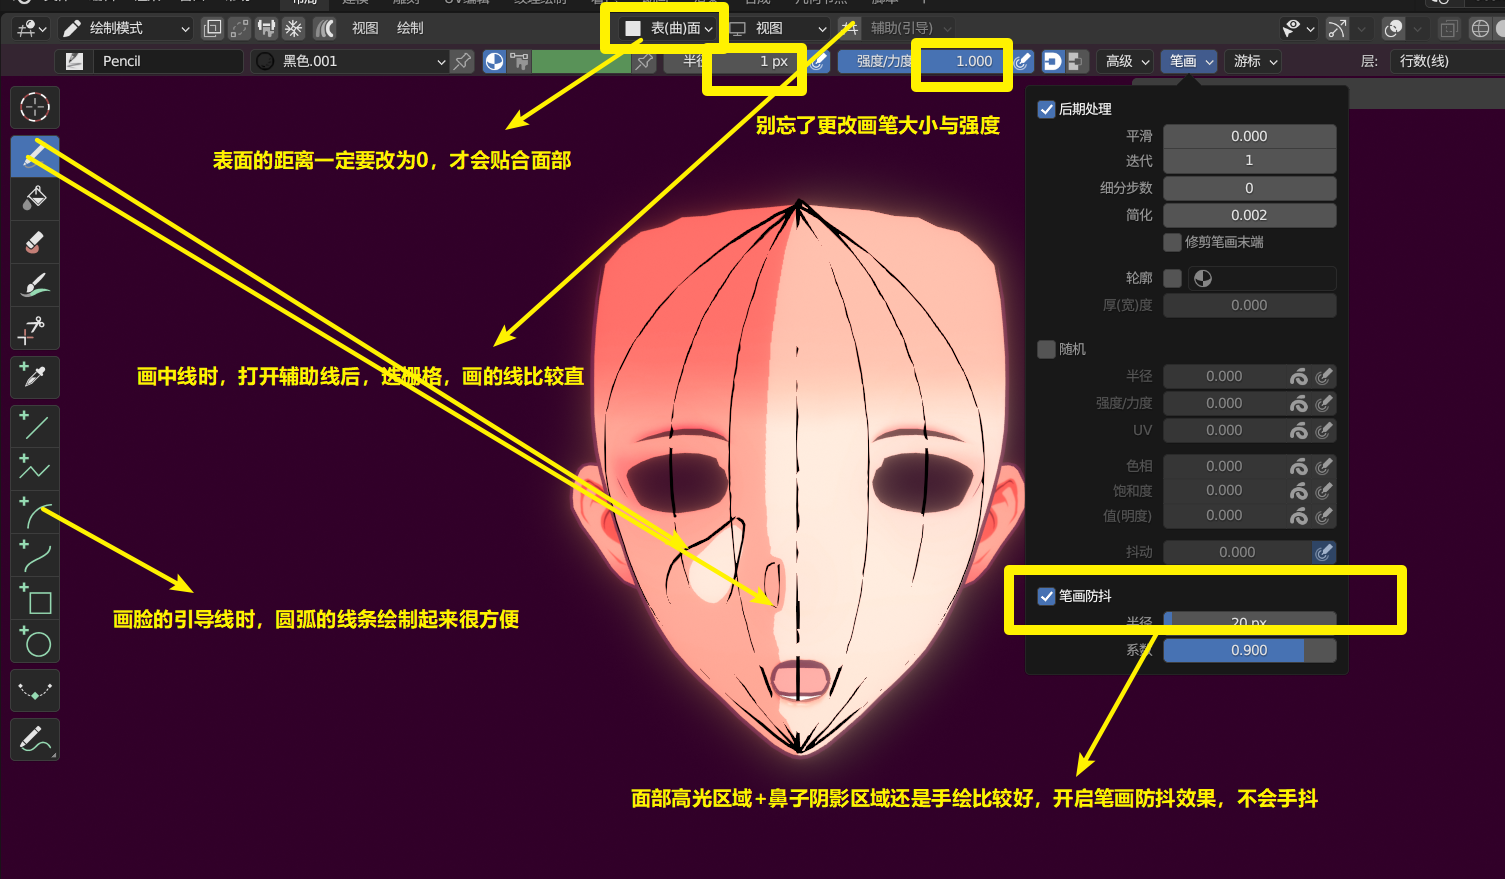 绘制模式
视图
绘制
表(曲)面
视图
辅助(引导)
Pencil
黑色.001
半径
1 px
强度/力度
1.000
高级
笔画
游标
层:
行数(线)
别忘了更改画笔大小与强度
表面的距离一定要改为0，才会贴合面部
画中线时，打开辅助线后，选栅格，画的线比较直
画脸的引导线时，圆弧的线条绘制起来很方便
面部高光区域+鼻子阴影区域还是手绘比较好，开启笔画防抖效果，不会手抖
后期处理
平滑 0.000
迭代 1
细分步数 0
简化 0.002
修剪笔画末端
轮廓
厚(宽)度 0.000
随机
半径 0.000
强度/力度 0.000
UV 0.000
色相 0.000
饱和度 0.000
值(明度) 0.000
抖动 0.000
笔画防抖
半径 20 px
系数 0.900